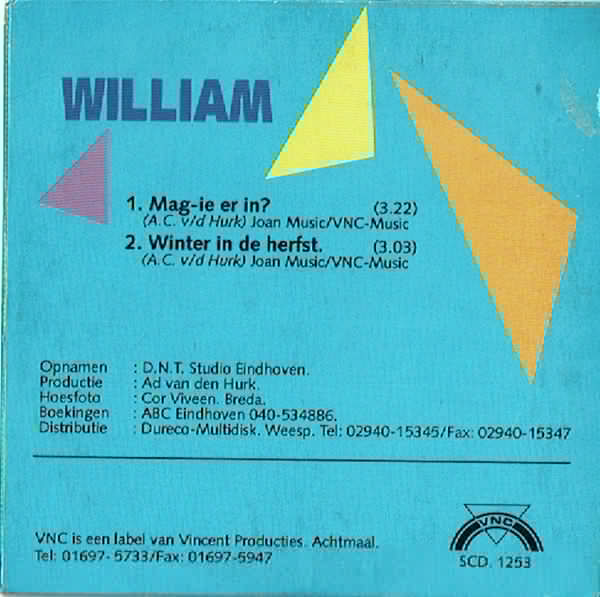 WILLIAM
1. Mag-ie er in? (3.22)
(A.C. v/d Hurk) Joan Music/VNC-Music
2. Winter in de herfst. (3.03)
(A.C. v/d Hurk) Joan Music/VNC-Music
Opnamen : D.N.T. Studio Eindhoven.
Productie : Ad van den Hurk.
Hoesfoto : Cor Viveen. Breda.
Boekingen : ABC Eindhoven 040-534886.
Distributie : Dureco-Multidisk. Weesp. Tel: 02940-15345/Fax: 02940-15347
VNC is een label van Vincent Producties. Achtmaal.
Tel: 01697-5733/Fax: 01697-5947
VNC
SCD. 1253